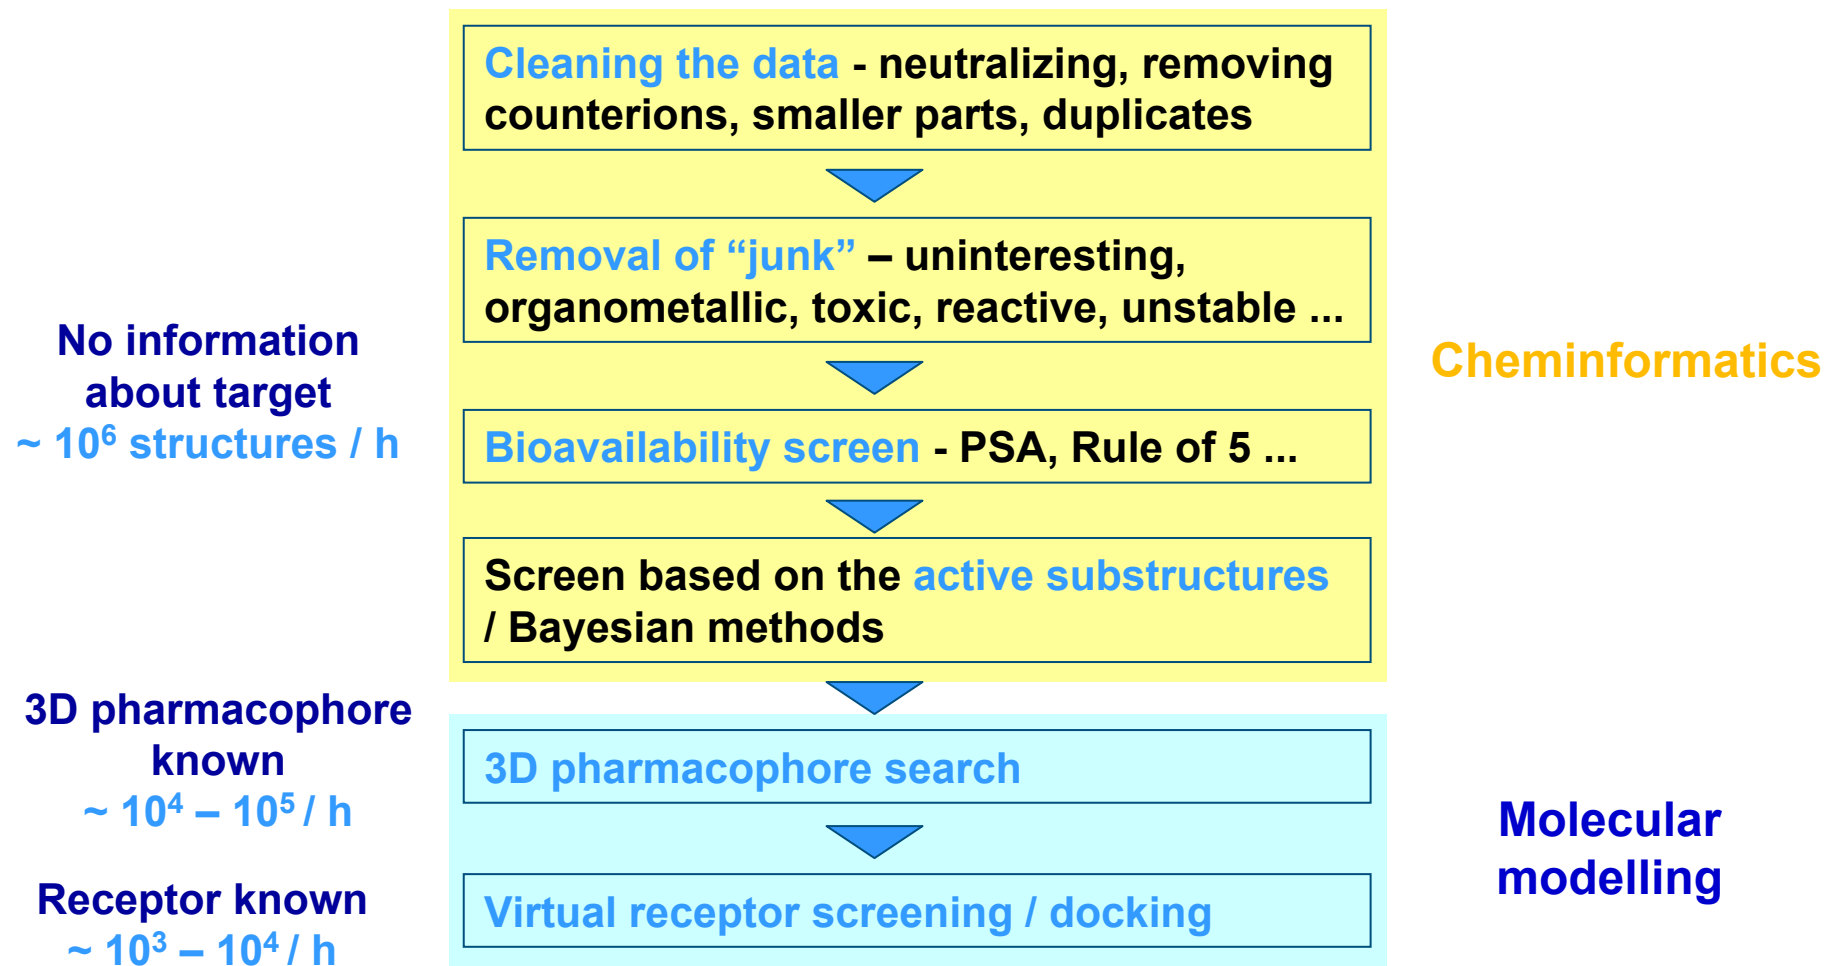 Cleaning the data - neutralizing, removing
counterions, smaller parts, duplicates
Removal of “junk” – uninteresting,
organometallic, toxic, reactive, unstable ...
No information
about target
~ 10⁶ structures / h
Cheminformatics
Bioavailability screen - PSA, Rule of 5 ...
Screen based on the active substructures
/ Bayesian methods
3D pharmacophore
known
~ 10⁴ – 10⁵ / h
3D pharmacophore search
Molecular
modelling
Receptor known
~ 10³ – 10⁴ / h
Virtual receptor screening / docking